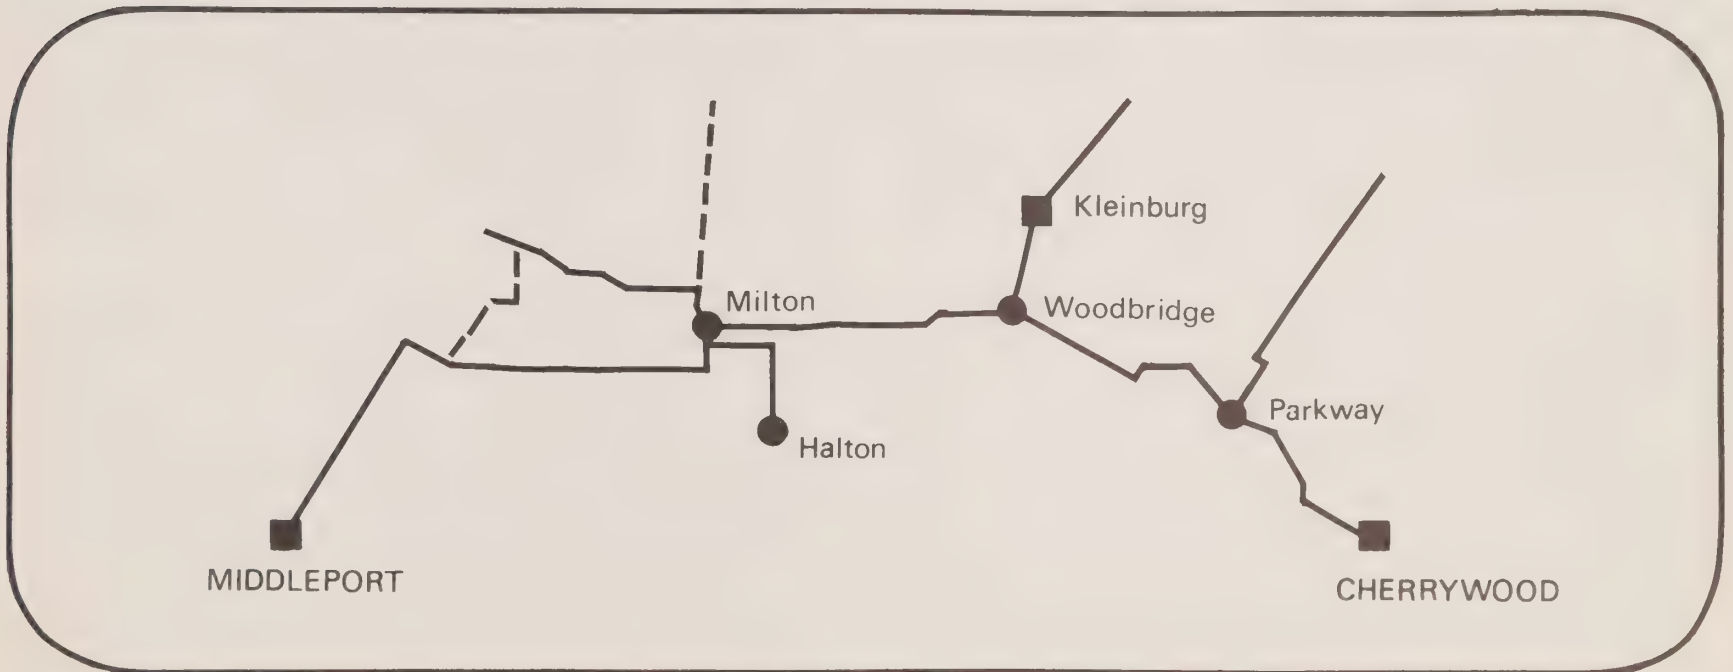 Kleinburg
Milton
Woodbridge
Parkway
Halton
MIDDLEPORT
CHERRYWOOD